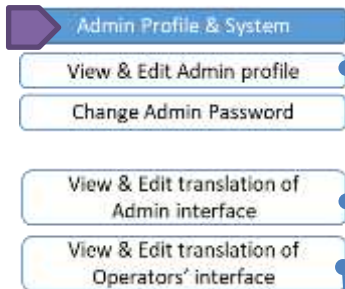 Admin Profile & System
View & Edit Admin profile
Change Admin Password
View & Edit translation of
Admin interface
View & Edit translation of
Operators' interface